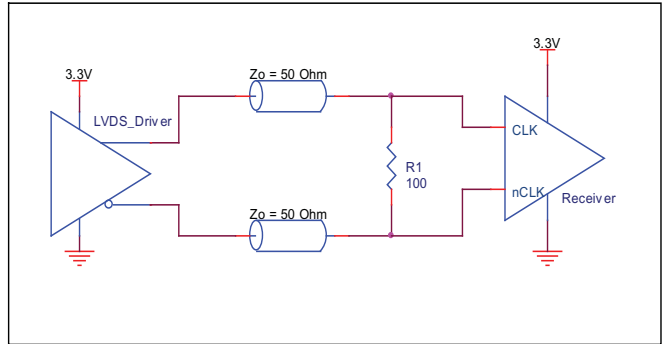 3.3V
Zo = 50 Ohm
3.3V
LVDS_Driver
CLK
R1
100
nCLK
Receiver
Zo = 50 Ohm